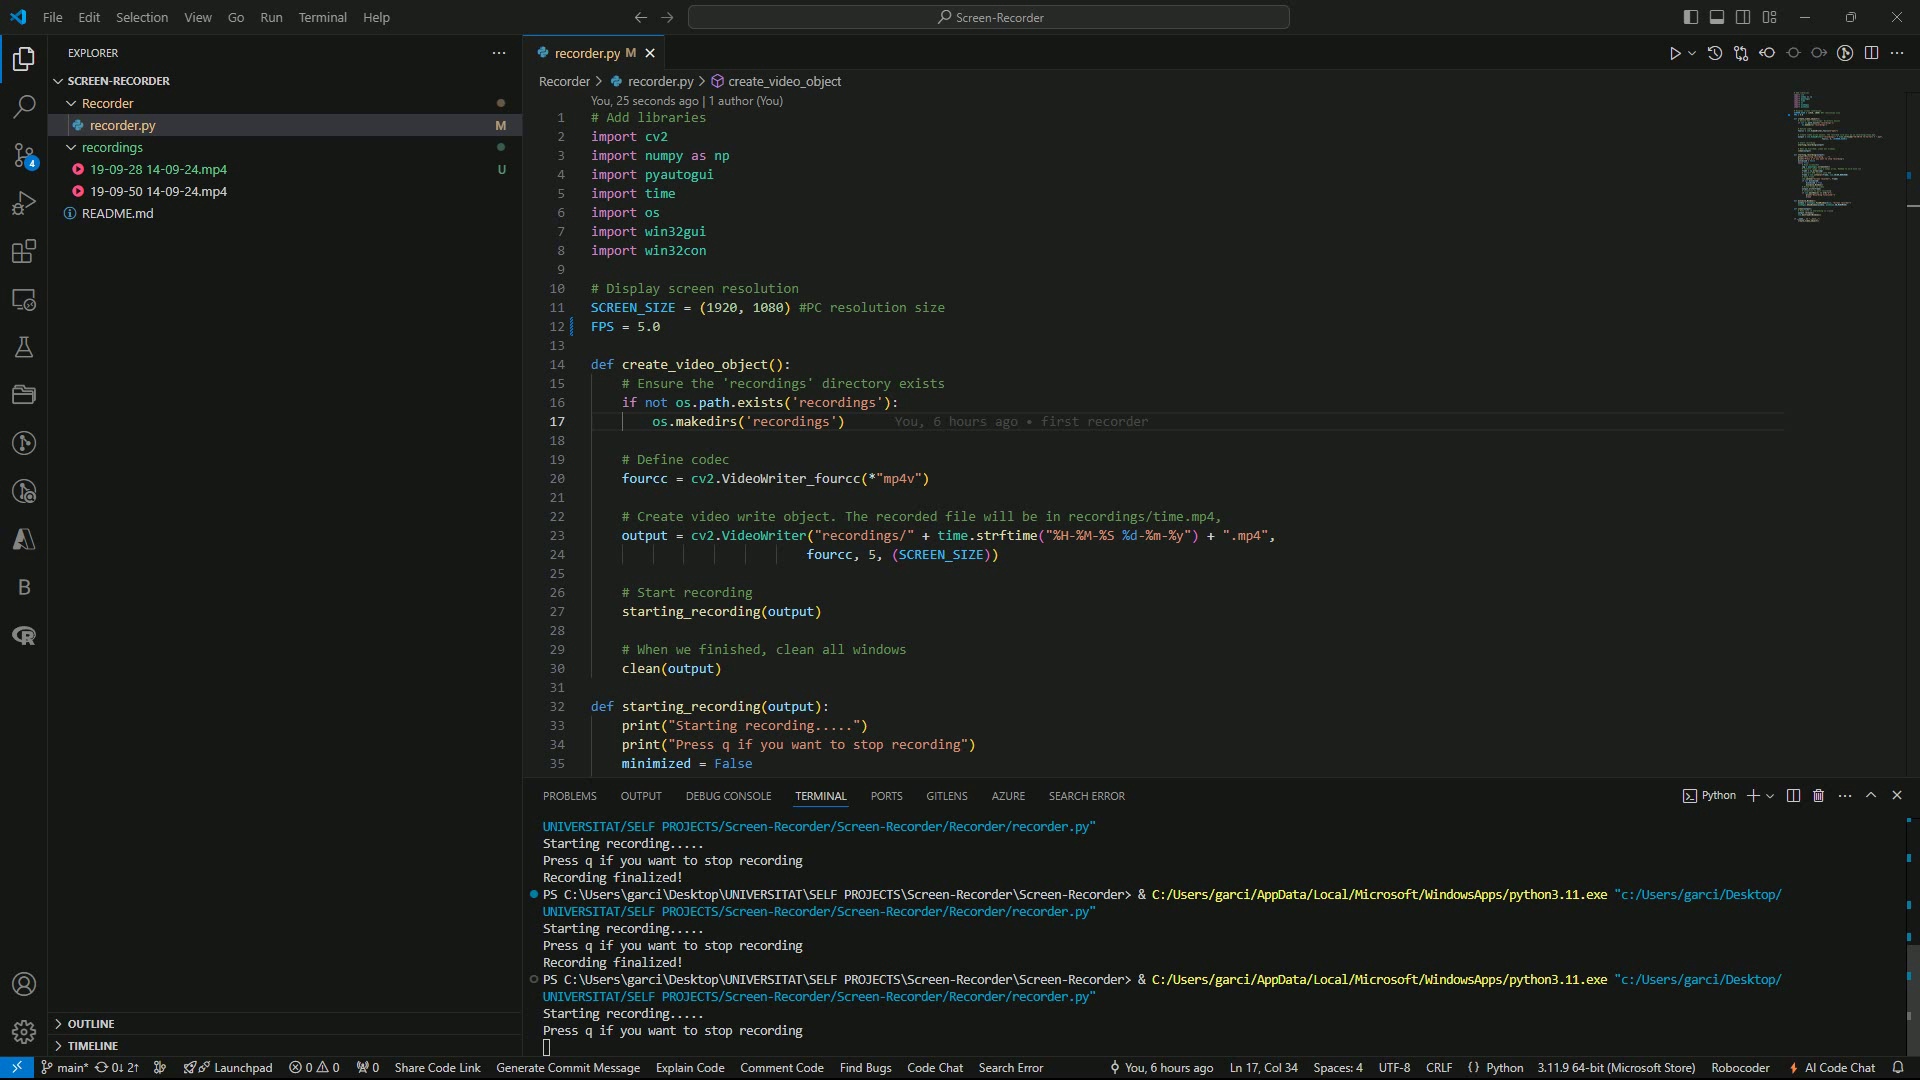 File Edit Selection View Go Run Terminal Help
Screen-Recorder
EXPLORER
SCREEN-RECORDER
Recorder
recorder.py M
recordings
19-09-28 14-09-24.mp4 U
19-09-50 14-09-24.mp4
README.md
OUTLINE
TIMELINE
4
B
recorder.py M
Recorder > recorder.py > create_video_object
You, 25 seconds ago | 1 author (You)
1 # Add libraries
2 import cv2
3 import numpy as np
4 import pyautogui
5 import time
6 import os
7 import win32gui
8 import win32con
9
10 # Display screen resolution
11 SCREEN_SIZE = (1920, 1080) #PC resolution size
12 FPS = 5.0
13
14 def create_video_object():
15 # Ensure the 'recordings' directory exists
16 if not os.path.exists('recordings'):
17 os.makedirs('recordings') You, 6 hours ago • first recorder
18
19 # Define codec
20 fourcc = cv2.VideoWriter_fourcc(*"mp4v")
21
22 # Create video write object. The recorded file will be in recordings/time.mp4,
23 output = cv2.VideoWriter("recordings/" + time.strftime("%H-%M-%S %d-%m-%y") + ".mp4",
24 fourcc, 5, (SCREEN_SIZE))
25
26 # Start recording
27 starting_recording(output)
28
29 # When we finished, clean all windows
30 clean(output)
31
32 def starting_recording(output):
33 print("Starting recording.....")
34 print("Press q if you want to stop recording")
35 minimized = False
PROBLEMS OUTPUT DEBUG CONSOLE TERMINAL PORTS GITLENS AZURE SEARCH ERROR
Python
UNIVERSITAT/SELF PROJECTS/Screen-Recorder/Screen-Recorder/Recorder/recorder.py"
Starting recording.....
Press q if you want to stop recording
Recording finalized!
PS C:\Users\garci\Desktop\UNIVERSITAT\SELF PROJECTS\Screen-Recorder\Screen-Recorder> & C:/Users/garci/AppData/Local/Microsoft/WindowsApps/python3.11.exe "c:/Users/garci/Desktop/
UNIVERSITAT/SELF PROJECTS/Screen-Recorder/Screen-Recorder/Recorder/recorder.py"
Starting recording.....
Press q if you want to stop recording
Recording finalized!
PS C:\Users\garci\Desktop\UNIVERSITAT\SELF PROJECTS\Screen-Recorder\Screen-Recorder> & C:/Users/garci/AppData/Local/Microsoft/WindowsApps/python3.11.exe "c:/Users/garci/Desktop/
UNIVERSITAT/SELF PROJECTS/Screen-Recorder/Screen-Recorder/Recorder/recorder.py"
Starting recording.....
Press q if you want to stop recording
main* 0↓ 2↑ Launchpad 0 0 0 Share Code Link Generate Commit Message Explain Code Comment Code Find Bugs Code Chat Search Error You, 6 hours ago Ln 17, Col 34 Spaces: 4 UTF-8 CRLF {} Python 3.11.9 64-bit (Microsoft Store) Robocoder AI Code Chat